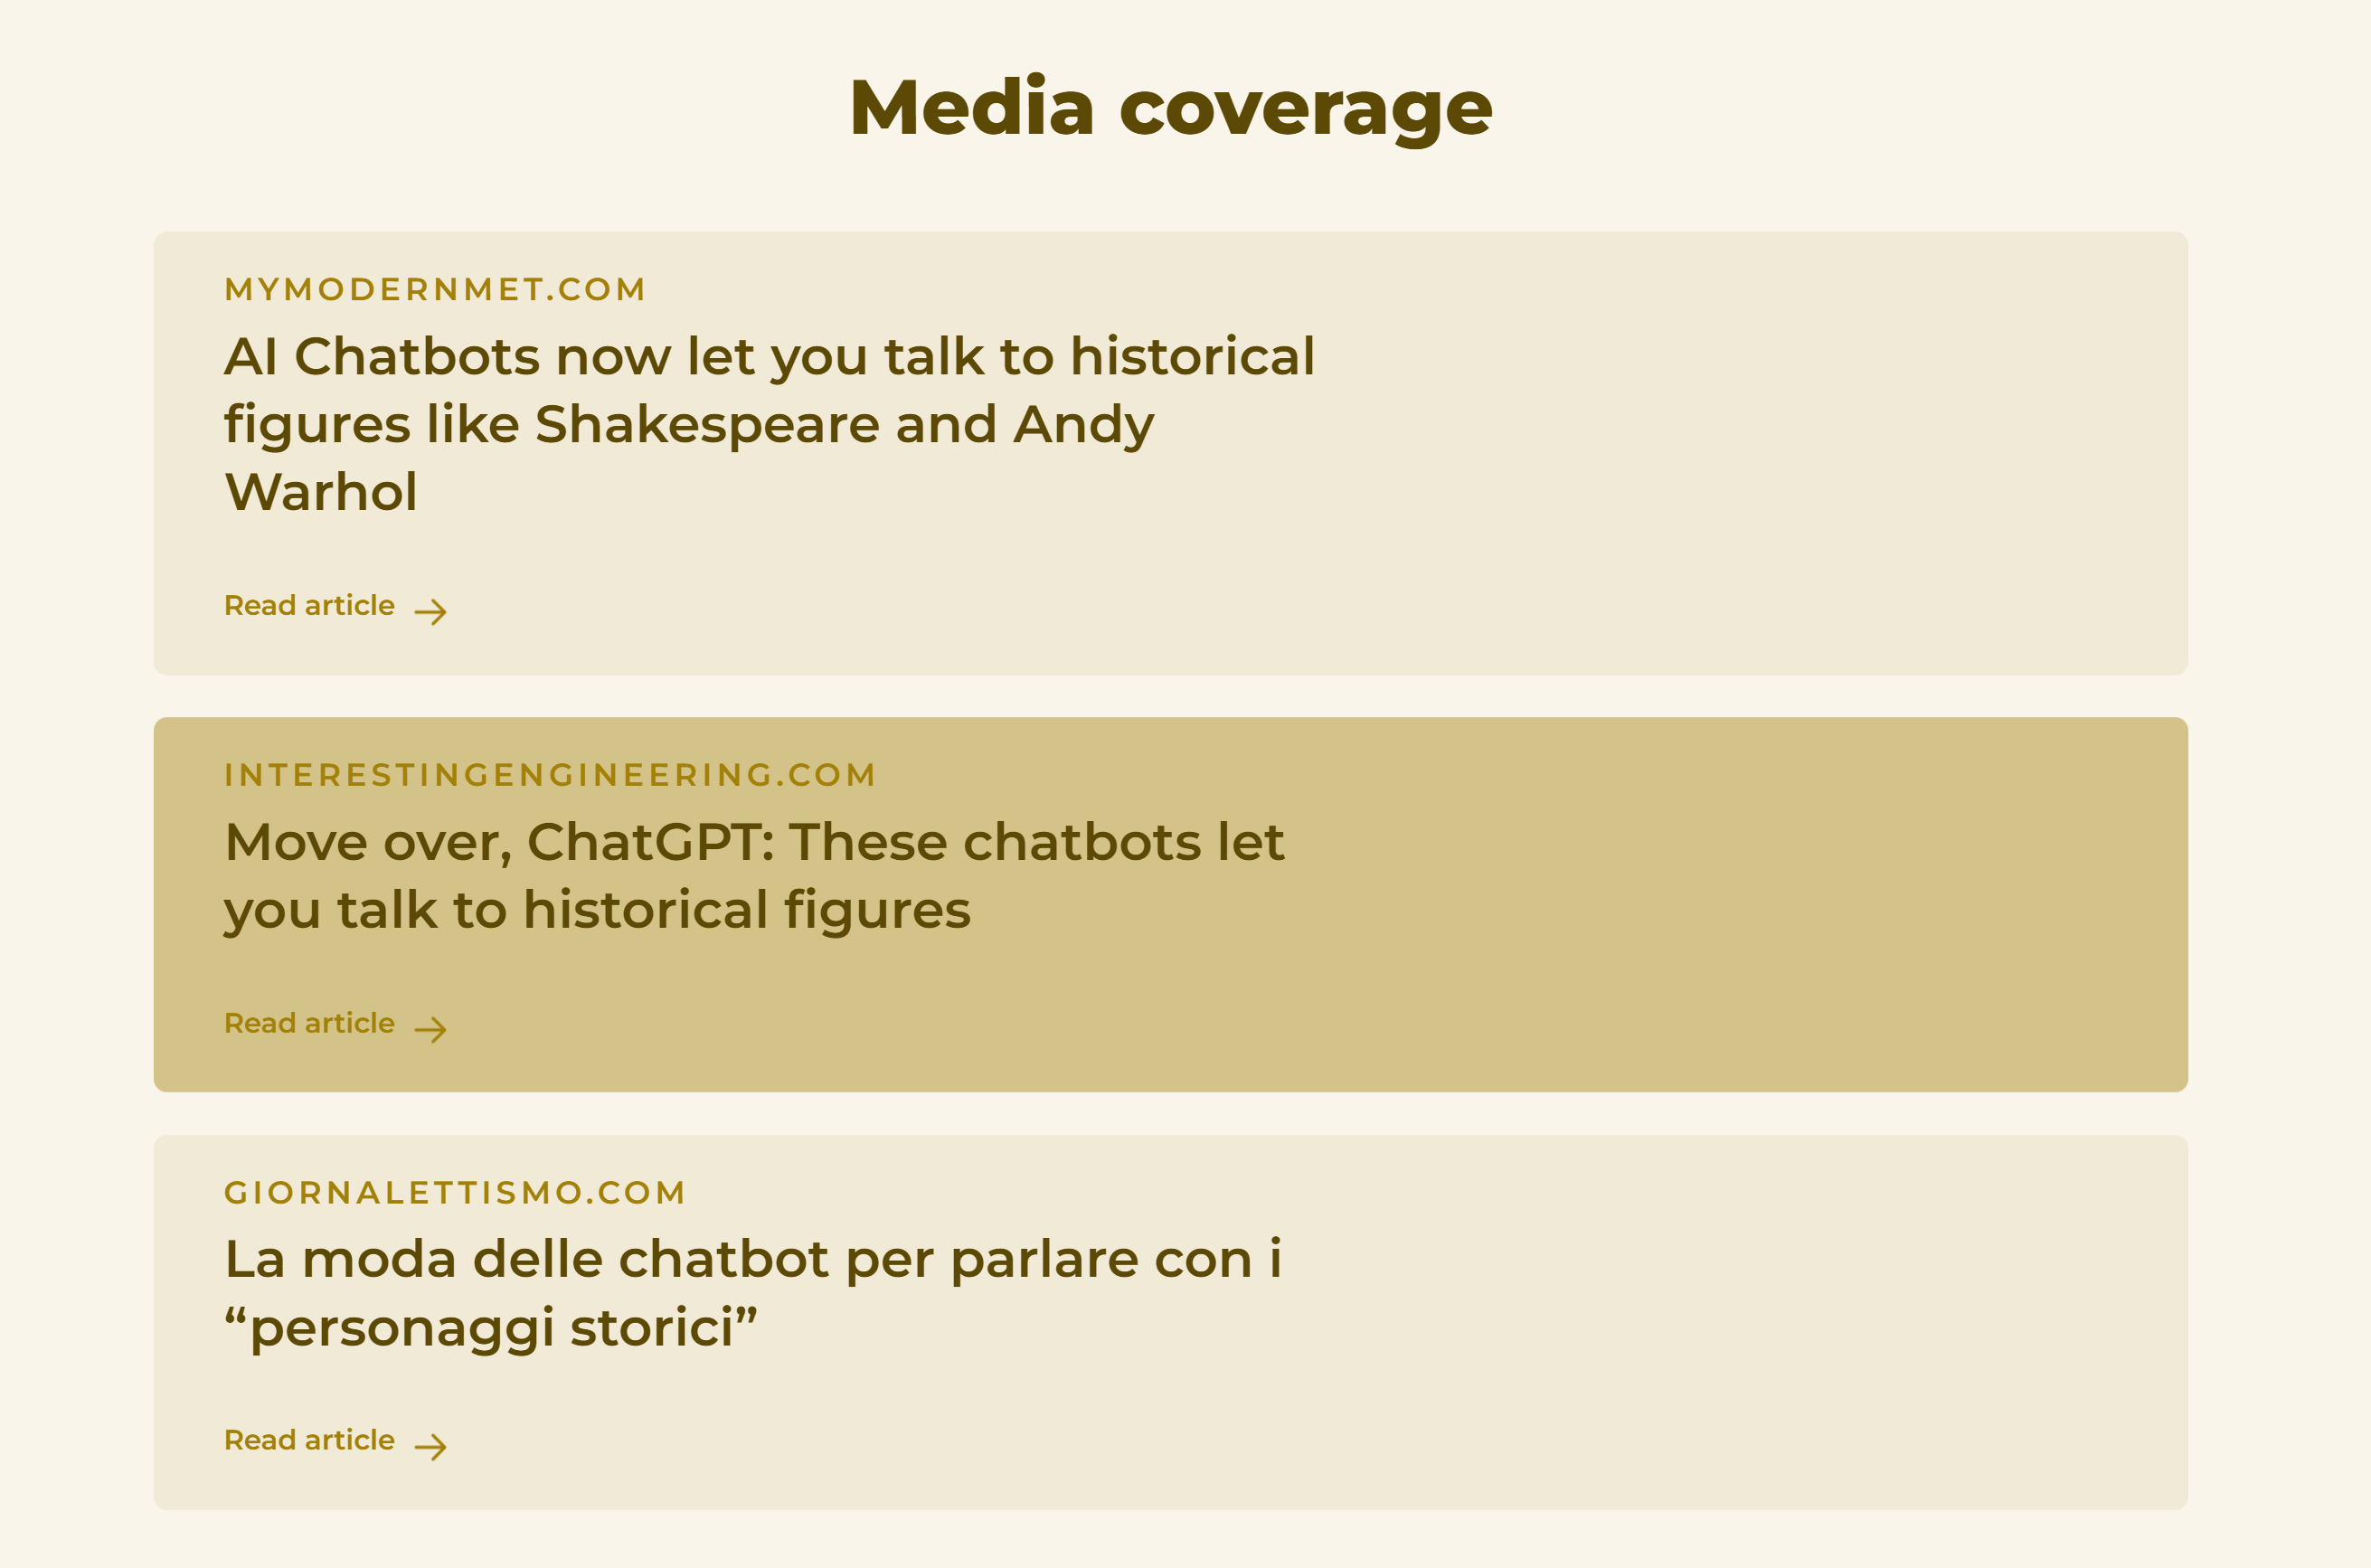 Media coverage
MYMODERNMET.COM
AI Chatbots now let you talk to historical
figures like Shakespeare and Andy
Warhol
Read article
INTERESTINGENGINEERING.COM
Move over, ChatGPT: These chatbots let
you talk to historical figures
Read article
GIORNALETTISMO.COM
La moda delle chatbot per parlare con i
“personaggi storici”
Read article